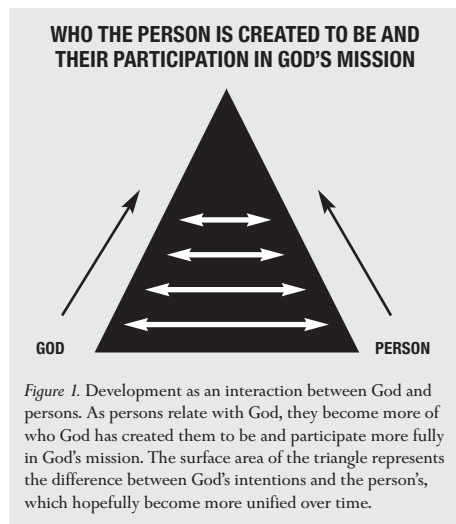 WHO THE PERSON IS CREATED TO BE AND
THEIR PARTICIPATION IN GOD’S MISSION
GOD
PERSON
Figure 1. Development as an interaction between God and
persons. As persons relate with God, they become more of
who God has created them to be and participate more fully
in God’s mission. The surface area of the triangle represents
the difference between God’s intentions and the person’s,
which hopefully become more unified over time.